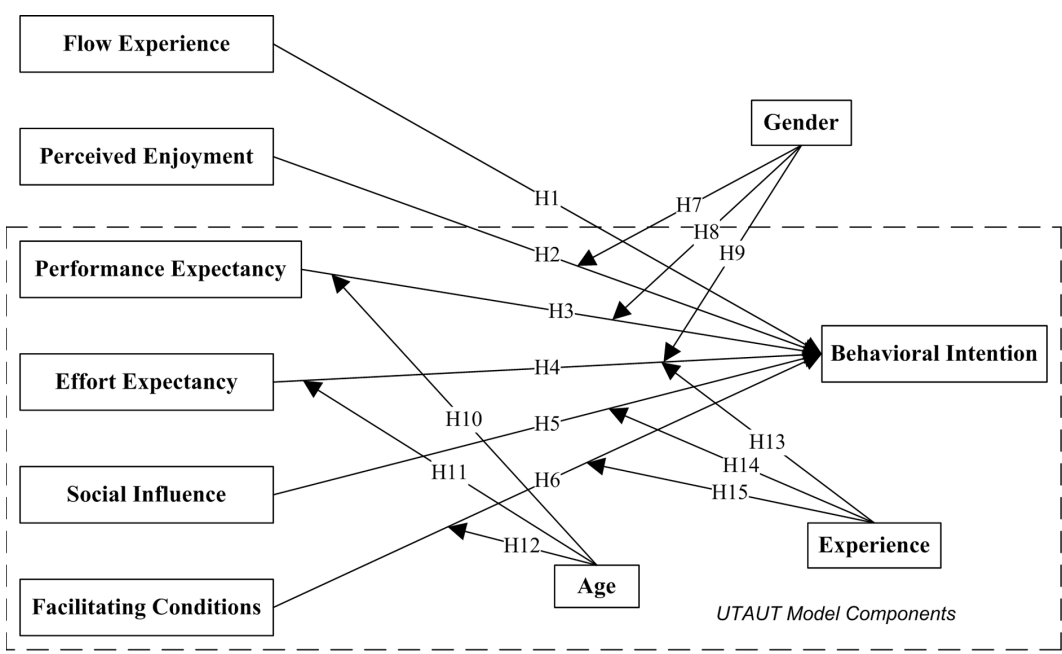 Flow Experience
Gender
Perceived Enjoyment
H1
H7
H8
H2
H9
Performance Expectancy
H3
Behavioral Intention
Effort Expectancy
H4
H10
H5
H13
H11
H14
Social Influence
H6
H15
H12
Experience
Age
Facilitating Conditions
UTAUT Model Components